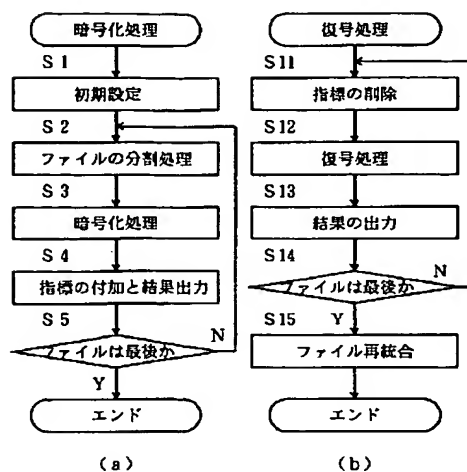 暗号化処理
S1
初期設定
S2
ファイルの分割処理
S3
暗号化処理
S4
指標の付加と結果出力
S5
ファイルは最後か
N
Y
エンド
(a)
復号処理
S11
指標の削除
S12
復号処理
S13
結果の出力
S14
ファイルは最後か
N
Y
S15
ファイル再統合
エンド
(b)